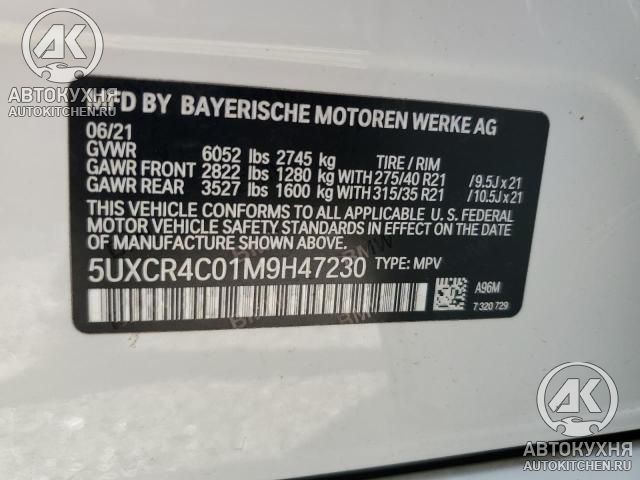 АВТОКУХНЯ
AUTOKITCHEN.RU
MFD BY BAYERISCHE MOTOREN WERKE AG
06/21
GVWR 6052 lbs 2745 kg TIRE / RIM
GAWR FRONT 2822 lbs 1280 kg WITH 275/40 R21 /9.5J x 21
GAWR REAR 3527 lbs 1600 kg WITH 315/35 R21 /10.5J x 21
THIS VEHICLE CONFORMS TO ALL APPLICABLE U. S. FEDERAL
MOTOR VEHICLE SAFETY STANDARDS IN EFFECT ON THE DATE
OF MANUFACTURE SHOWN ABOVE.
5UXCR4C01M9H47230 TYPE: MPV
A96M
7 320 729
AK
АВТОКУХНЯ
AUTOKITCHEN.RU